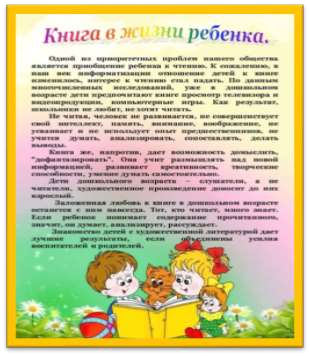 Книга в жизни ребенка.
Одной из приоритетных проблем нашего общества
является приобщение ребенка к чтению. К сожалению, в
наш век информатизации отношение детей к книге
изменилось, интерес к чтению стал падать. По данным
многочисленных исследований, уже в дошкольном
возрасте дети предпочитают книге просмотр телевизора и
видеопродукции, компьютерные игры. Как результат,
школьники не любят, не хотят читать.
Не читая, человек не развивается, не совершенствует
свой интеллект, память, внимание, воображение, не
усваивает и не использует опыт предшественников, не
учится думать, анализировать, сопоставлять, делать
выводы.
Книга же, напротив, дает возможность домыслить,
"дофантазировать". Она учит размышлять над новой
информацией, развивает креативность, творческие
способности, умение думать самостоятельно.
Дети дошкольного возраста – слушатели, а не
читатели, художественное произведение доносит до них
взрослый.
Заложенная любовь к книге в дошкольном возрасте
останется с ним навсегда. Тот, кто читает, много знает.
Если ребенок понимает содержание прочитанного,
значит, он думает, анализирует, рассуждает.
Знакомство детей с художественной литературой дает
лучшие результаты, если объединены усилия
воспитателей и родителей.